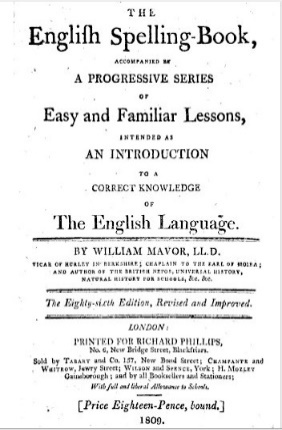 THE
Engliſh Spelling-Book,
ACCOMPANIED BY
A PROGRESSIVE SERIES
OF
Easy and Familiar Lessons,
INTENDED AS
AN INTRODUCTION
TO A
CORRECT KNOWLEDGE
OF
The English Language.
BY WILLIAM MAVOR, LL.D.
VICAR OF HURLEY IN BERKSHIRE; CHAPLAIN TO THE EARL OF MOIRA;
AND AUTHOR OF THE BRITISH NEPOS, UNIVERSAL HISTORY,
NATURAL HISTORY FOR SCHOOLS, &c. &c.
The Eighty-sixth Edition, Revised and Improved.
LONDON:
PRINTED FOR RICHARD PHILLIPS,
No. 6, New Bridge Street, Blackfriars.
Sold by TABART and Co. 157, New Bond Street; CHAMPANTE and
WHITROW, Jewry Street; WILSON and SPENCE, York; H. MOZLEY
Gainsborough; and by all Booksellers and Stationers;
With full and liberal Allowance to Schools.
[Price Eighteen-Pence, bound.]
1809.